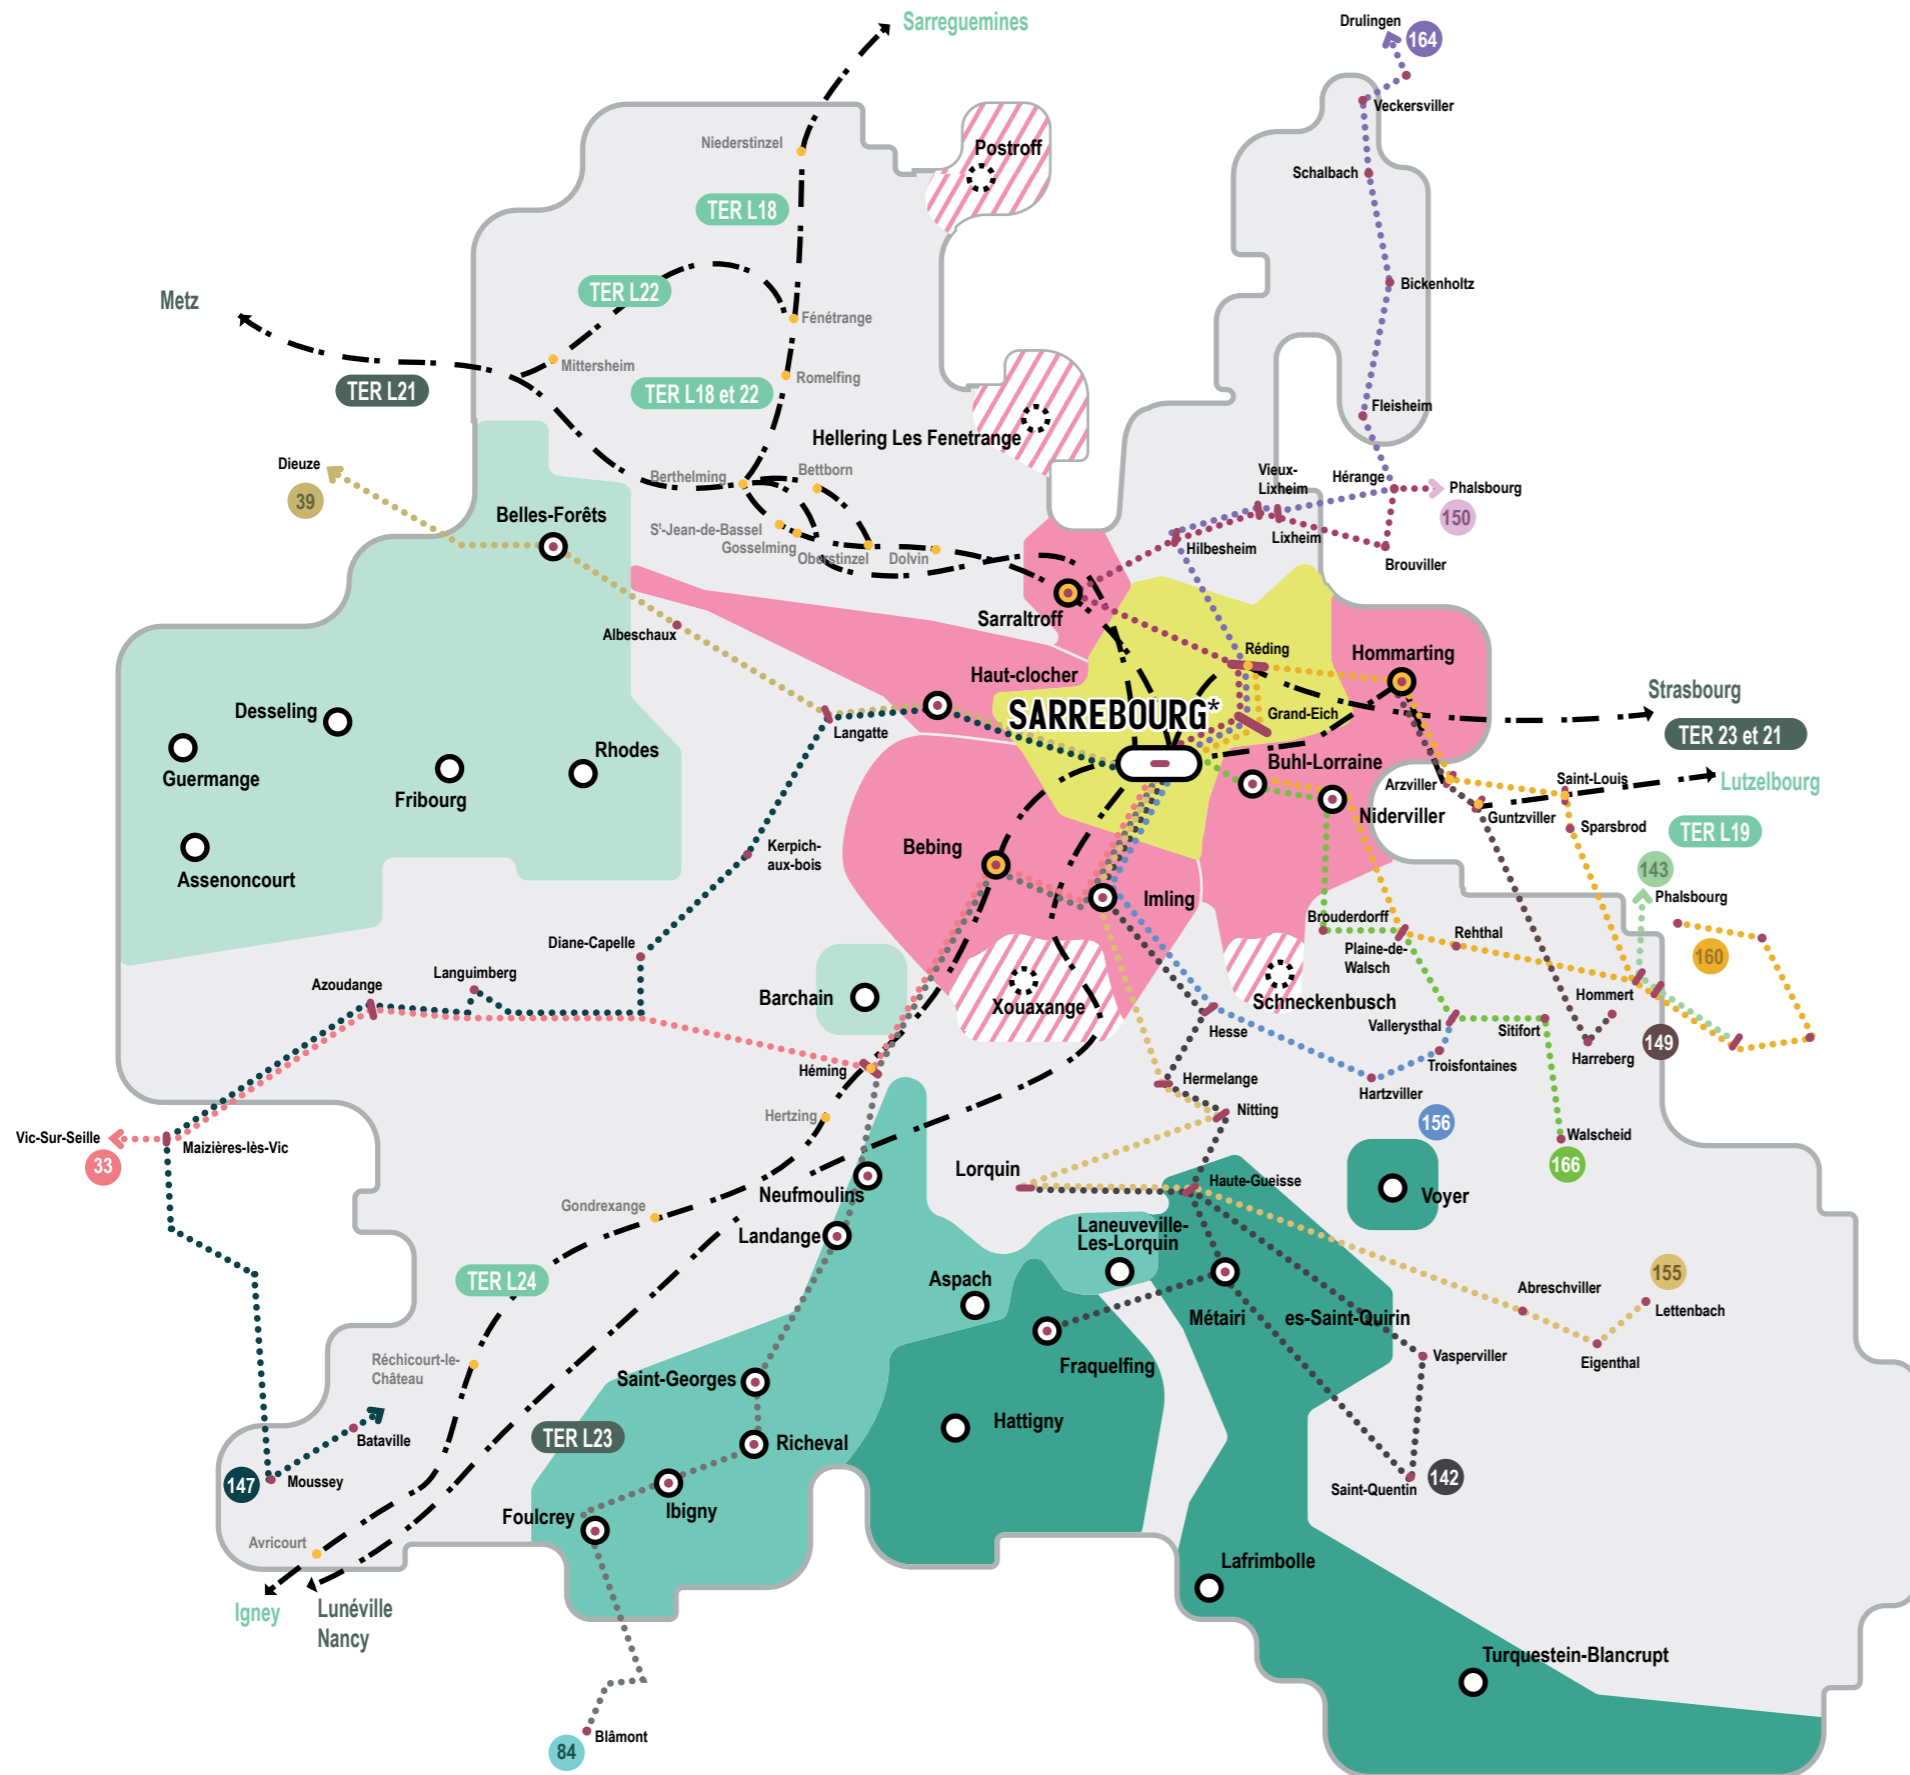 Sarreguemines
Drulingen
164
Veckersviller
Niederstinzel
Postroff
Schalbach
TER L18
Metz
TER L22
Bickenholtz
Fénétrange
Mittersheim
Romelfing
TER L21
TER L18 et 22
Fleisheim
Hellering Les Fenetrange
Dieuze
39
Berthelming
Bettborn
Vieux-
Lixheim
Hérange
Phalsbourg
150
Belles-Forêts
St-Jean-de-Bassel
Gosselming
Oberstinzel
Dolvin
Hilbesheim
Lixheim
Brouviller
Sarraltroff
Albeschaux
Réding
Hommarting
Haut-clocher
Strasbourg
TER 23 et 21
Desseling
Langatte
SARREBOURG*
Grand-Eich
Guermange
Rhodes
Fribourg
Buhl-Lorraine
Arzviller
Saint-Louis
Lutzelbourg
Niderviller
Guntzviller
Sparsbrod
TER L19
Kerpich-
aux-bois
Bebing
Assenoncourt
143
Phalsbourg
Imling
Brouderdorff
Rehthal
Plaine-de-
Walsch
160
Diane-Capelle
Languimberg
Azoudange
Barchain
Xouaxange
Schneckenbusch
Hommert
Hesse
Vallerysthal
Sitifort
149
Harreberg
Héming
Troisfontaines
Hermelange
Hartzviller
Hertzing
Nitting
156
Vic-Sur-Seille
33
Maizières-lès-Vic
Walscheid
166
Lorquin
Haute-Gueisse
Neufmoulins
Voyer
Gondrexange
Landange
Laneuveville-
Les-Lorquin
TER L24
Aspach
155
Abreschviller
Lettenbach
Métairi es-Saint-Quirin
Réchicourt-le-
Château
Fraquelfing
Vasperviller
Eigenthal
Saint-Georges
Hattigny
TER L23
Bataville
Richeval
147
Moussey
Saint-Quentin
142
Ibigny
Foulcrey
Avricourt
Lafrimbolle
Igney
Lunéville
Nancy
Turquestein-Blancrupt
Blâmont
84